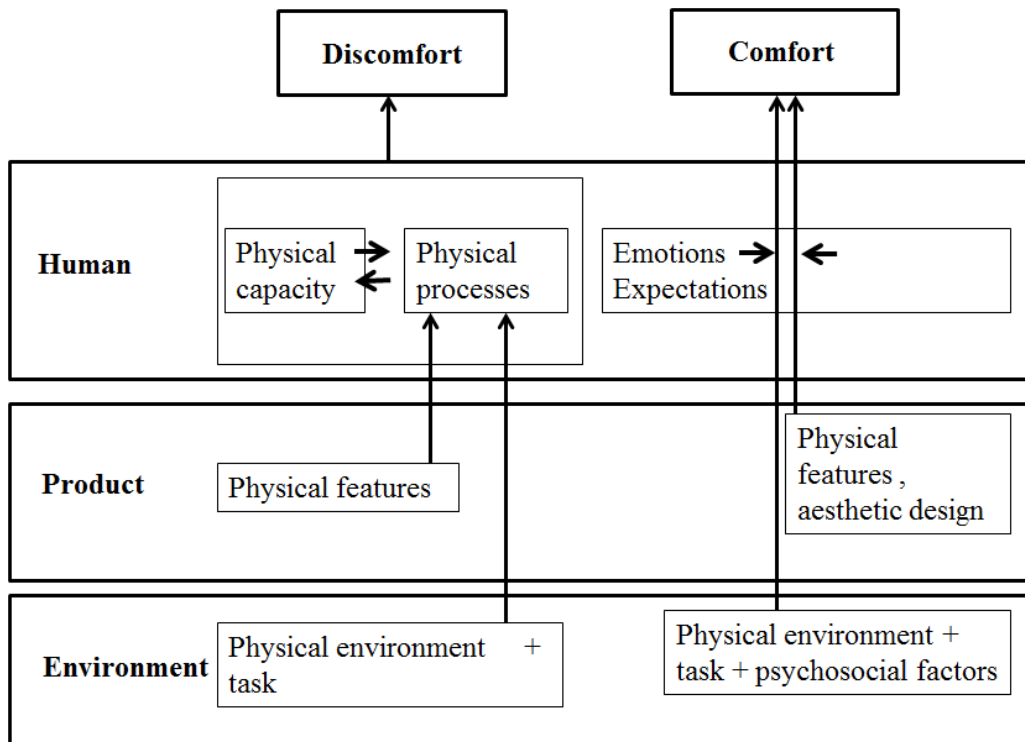 Discomfort
Comfort
Human
Physical
capacity
Physical
processes
Emotions
Expectations
Product
Physical features
Physical
features ,
aesthetic design
Environment
Physical environment +
task
Physical environment +
task + psychosocial factors